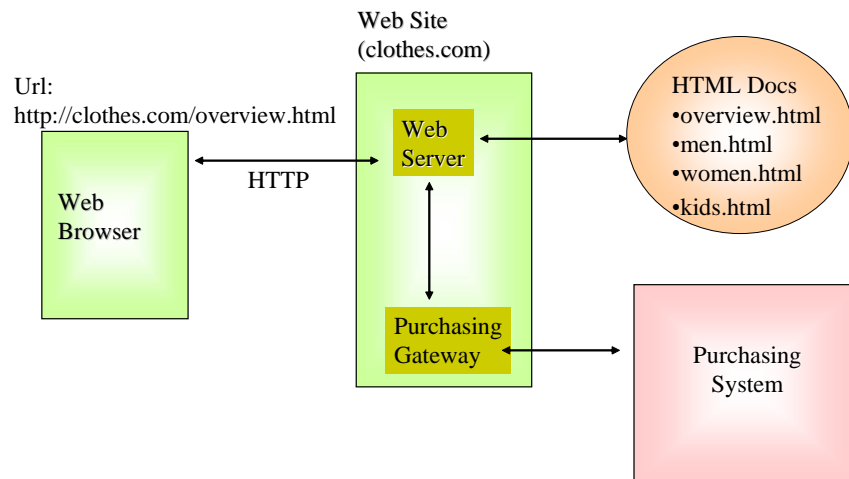 Web Site
(clothes.com)
Url:
http://clothes.com/overview.html
Web
Browser
HTTP
Web
Server
Purchasing
Gateway
HTML Docs
•overview.html
•men.html
•women.html
•kids.html
Purchasing
System